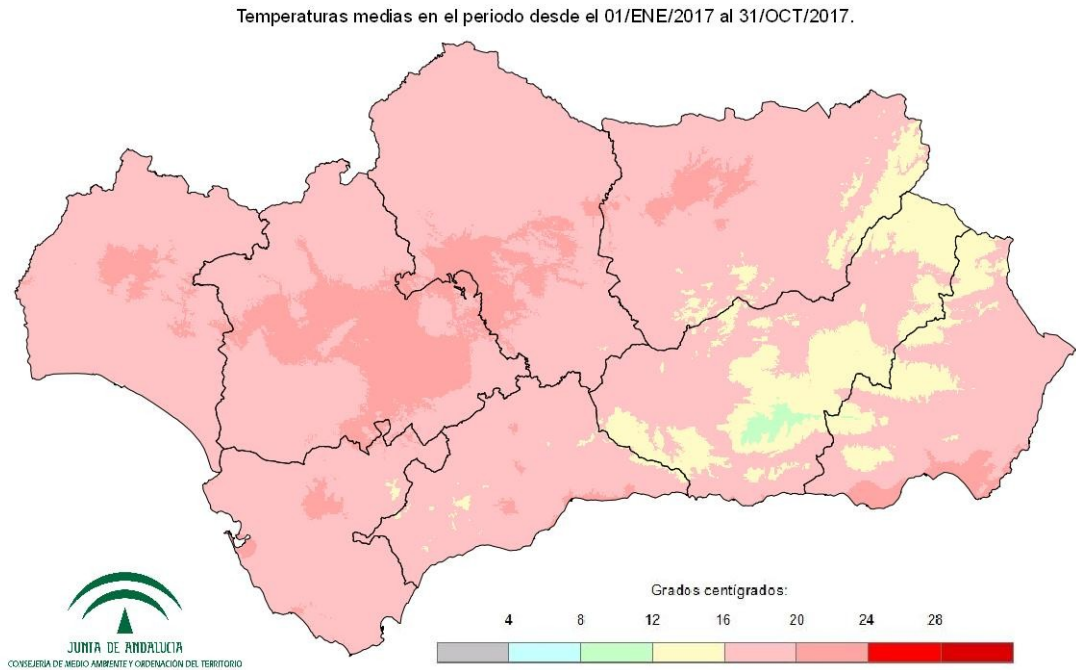 Temperaturas medias en el periodo desde el 01/ENE/2017 al 31/OCT/2017.
Grados centígrados:
4 8 12 16 20 24 28
JUNTA DE ANDALUCIA
CONSEJERÍA DE MEDIO AMBIENTE Y ORDENACIÓN DEL TERRITORIO